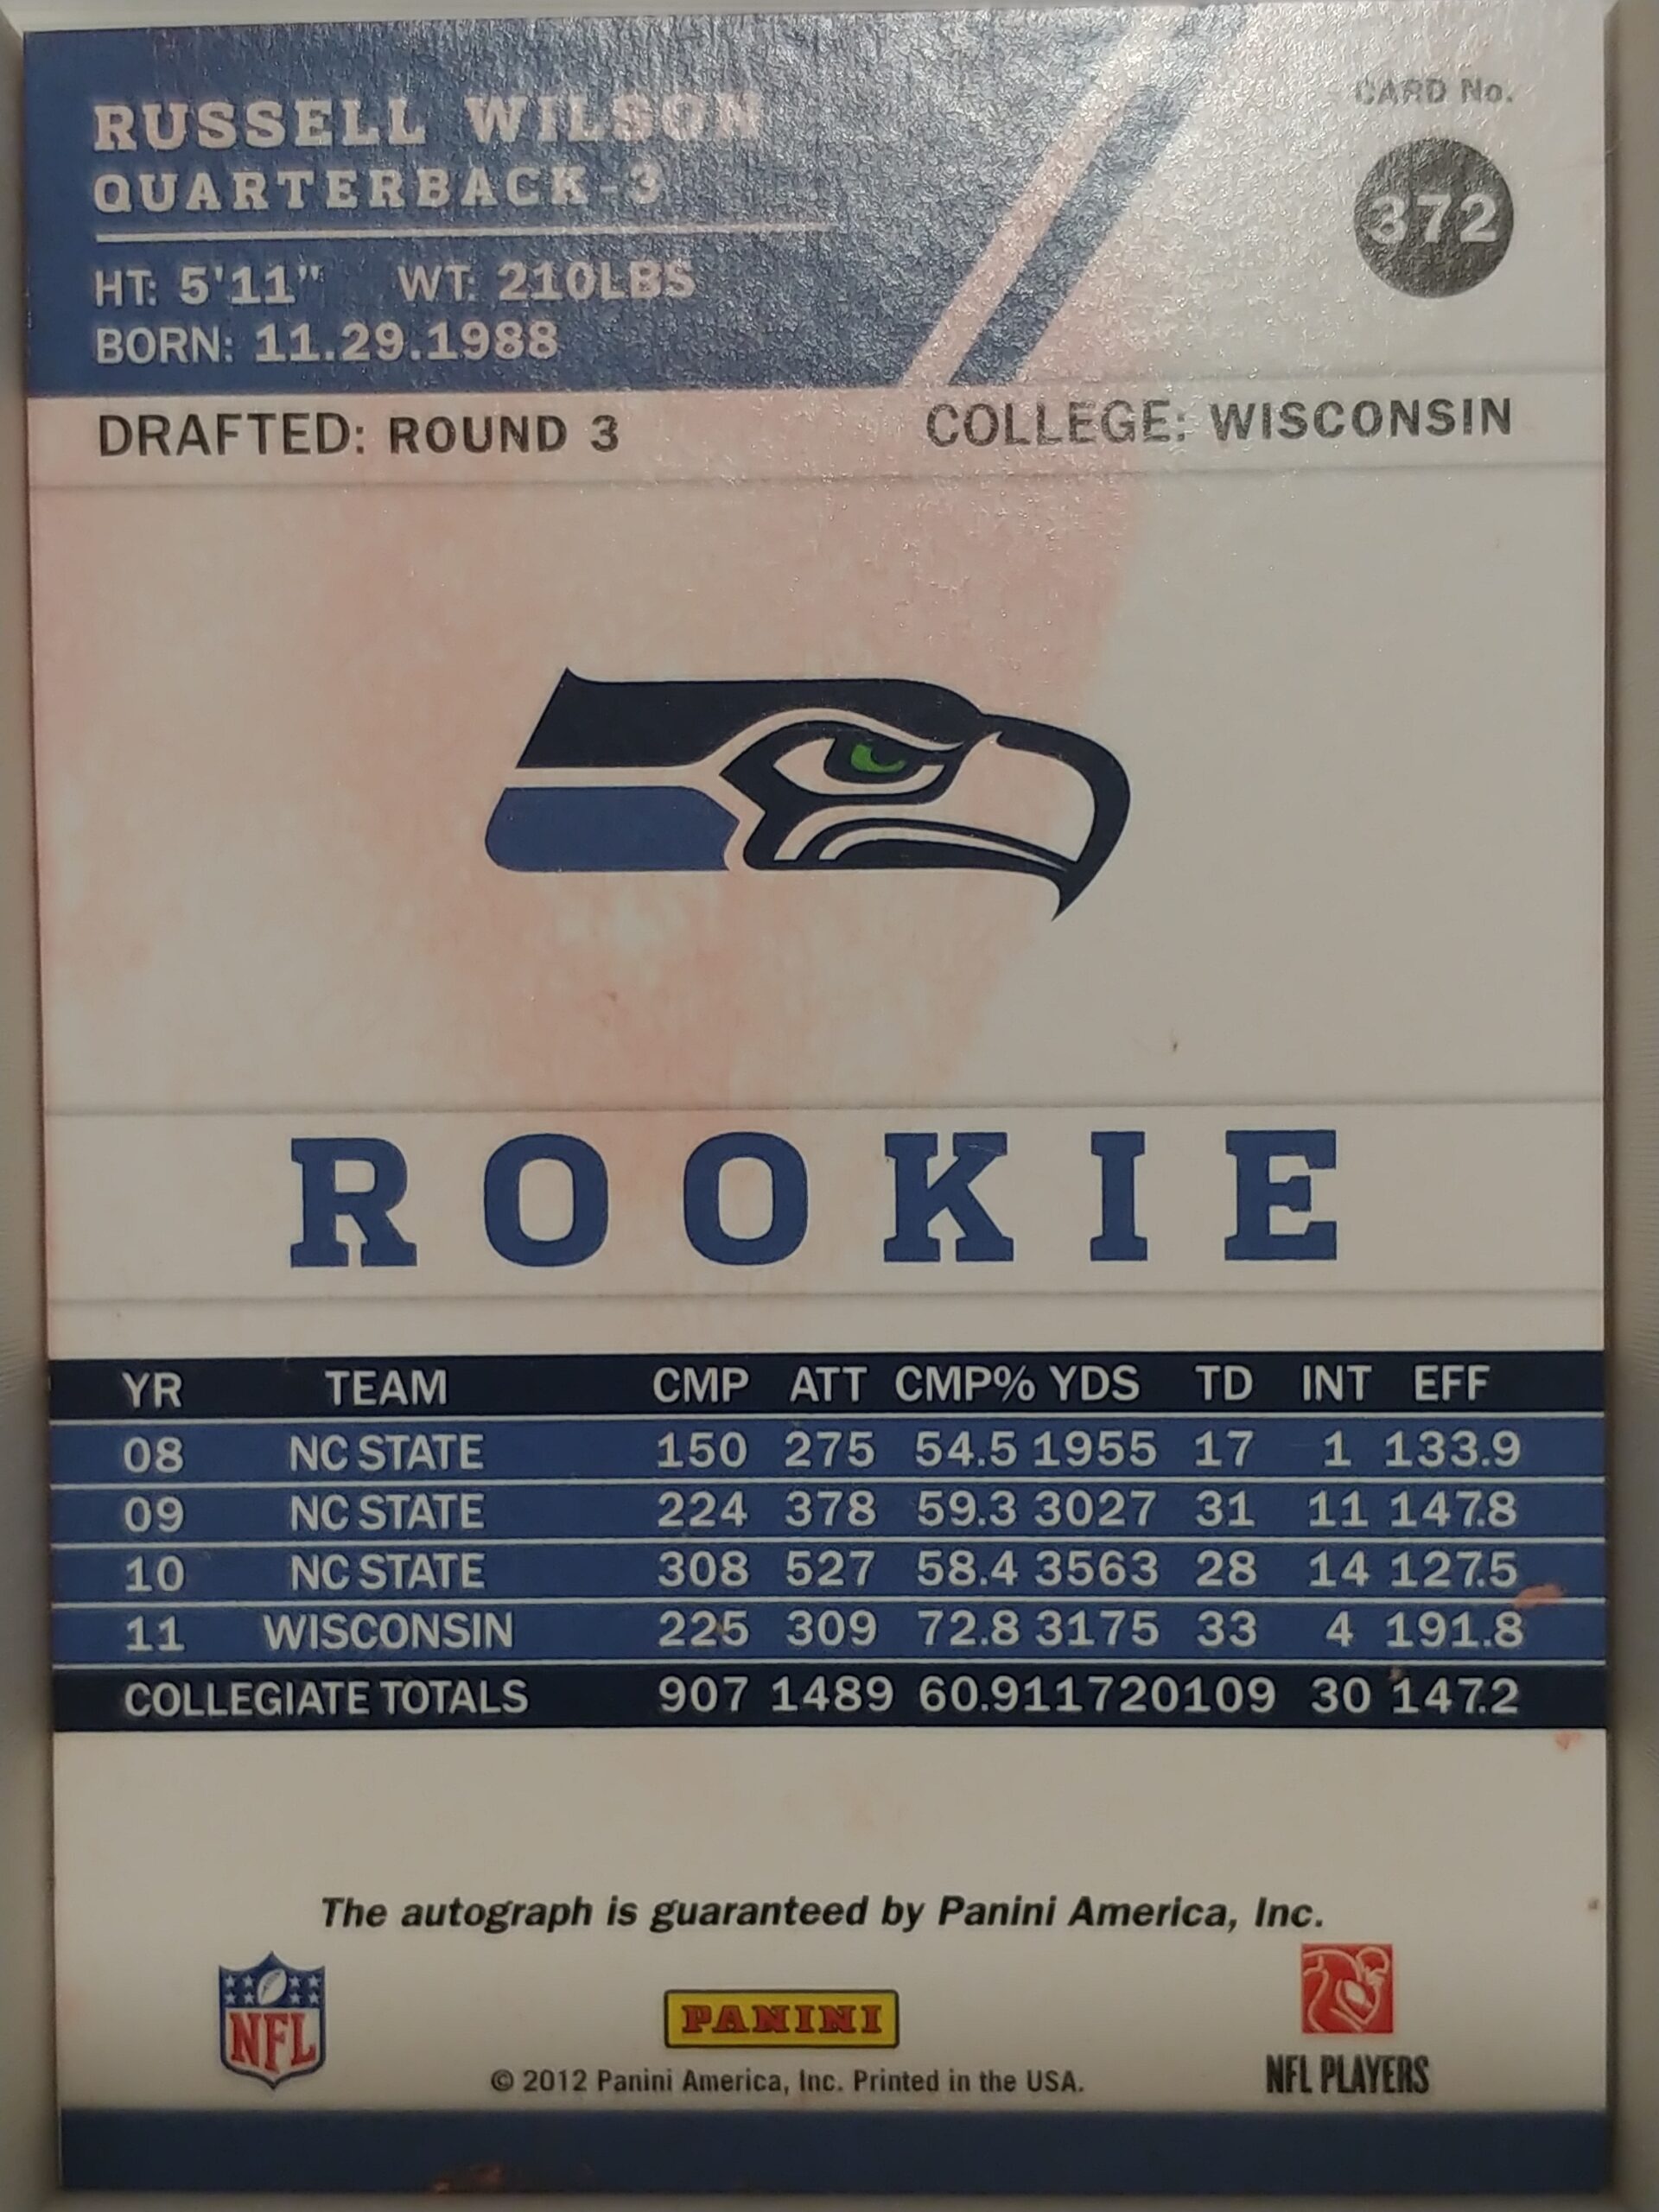 RUSSELL WILSON
QUARTERBACK-3
HT: 5'11" WT: 210LBS
BORN: 11.29.1988
CARD No.
372
DRAFTED: ROUND 3 COLLEGE: WISCONSIN
ROOKIE
YR TEAM CMP ATT CMP% YDS TD INT EFF
08 NC STATE 150 275 54.5 1955 17 1 133.9
09 NC STATE 224 378 59.3 3027 31 11 147.8
10 NC STATE 308 527 58.4 3563 28 14 127.5
11 WISCONSIN 225 309 72.8 3175 33 4 191.8
COLLEGIATE TOTALS 907 1489 60.9 11720 109 30 147.2
The autograph is guaranteed by Panini America, Inc.
NFL
PANINI
© 2012 Panini America, Inc. Printed in the USA.
NFL PLAYERS